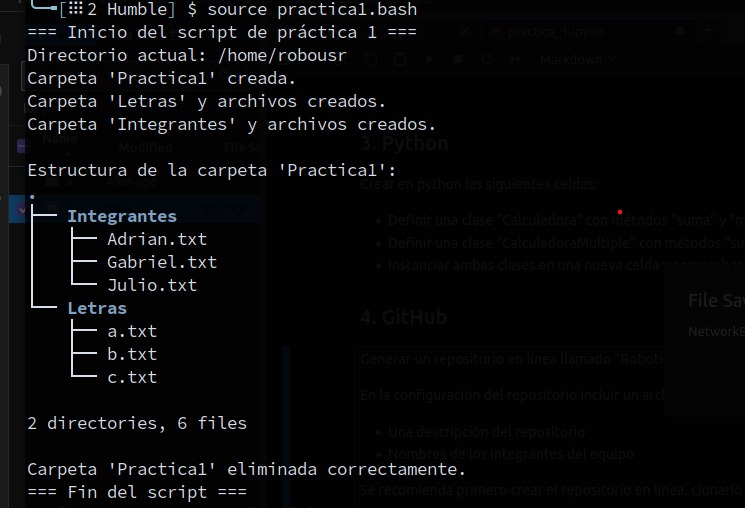 [⠿2 Humble] $ source practica1.bash
=== Inicio del script de práctica 1 ===
Directorio actual: /home/robousr
Carpeta 'Practica1' creada.
Carpeta 'Letras' y archivos creados.
Carpeta 'Integrantes' y archivos creados.
Estructura de la carpeta 'Practica1':
.
├── Integrantes
│   ├── Adrian.txt
│   ├── Gabriel.txt
│   └── Julio.txt
└── Letras
    ├── a.txt
    ├── b.txt
    └── c.txt
2 directories, 6 files
Carpeta 'Practica1' eliminada correctamente.
=== Fin del script ===
practica_1.ipynb
Markdown
Name
Modified
File Si
3. Python
Crear en python las siguientes celdas:
• Definir una clase "Calculadora" con métodos "suma" y "m
• Definir una clase "CalculadoraMultiple" con métodos "su
• Instanciar ambas clases en una nueva celda y
4. GitHub
Generar un repositorio en línea llamado "Robot
En la configuración del repositorio incluir un arc
• Una descripción del repositorio
• Nombres de los integrantes del equipo
Se recomienda primero crear el repositorio en línea, clonarlo
File Sa
NetworkE